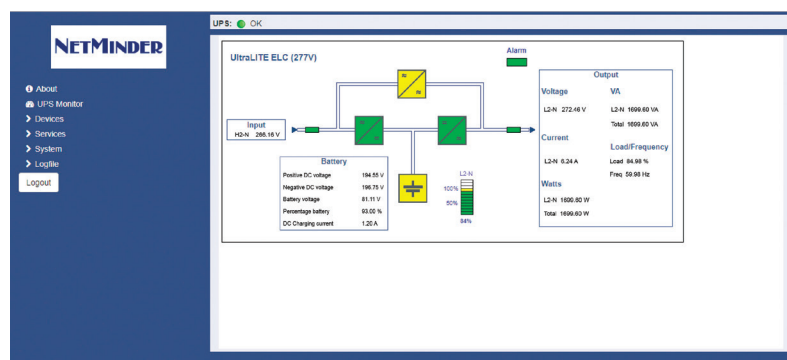 UPS: OK
NETMINDER
About
UPS Monitor
Devices
Services
System
Logfile
Logout
UltraLITE ELC (277V)
Alarm
Input
H2-N 266.16 V
Battery
Positive DC voltage 194.55 V
Negative DC voltage 196.75 V
Battery voltage 81.11 V
Percentage battery 93.00 %
DC Charging current 1.20 A
L2-N
100%
50%
84%
Output
Voltage
L2-N 272.46 V
Current
L2-N 6.24 A
Watts
L2-N 1699.60 W
Total 1699.60 W
VA
L2-N 1699.60 VA
Total 1699.60 VA
Load/Frequency
Load 84.98 %
Freq 59.98 Hz